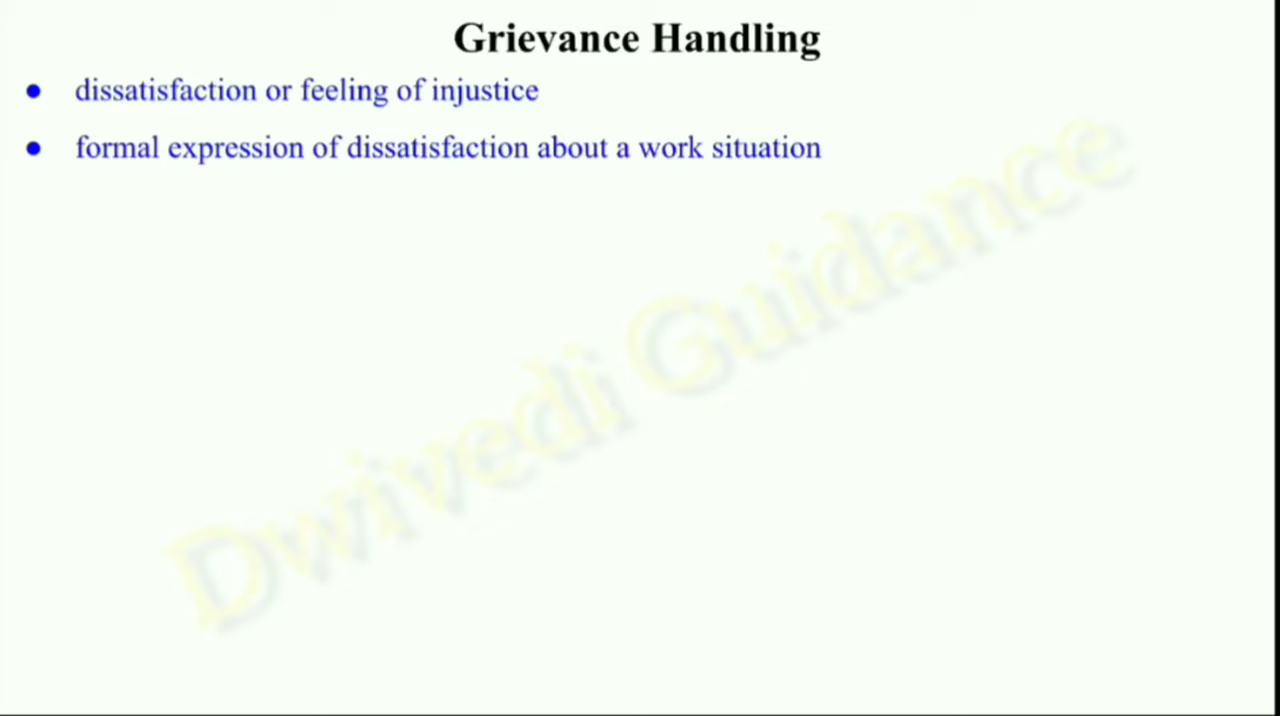 Grievance Handling
● dissatisfaction or feeling of injustice
● formal expression of dissatisfaction about a work situation
Dwivedi Guidance